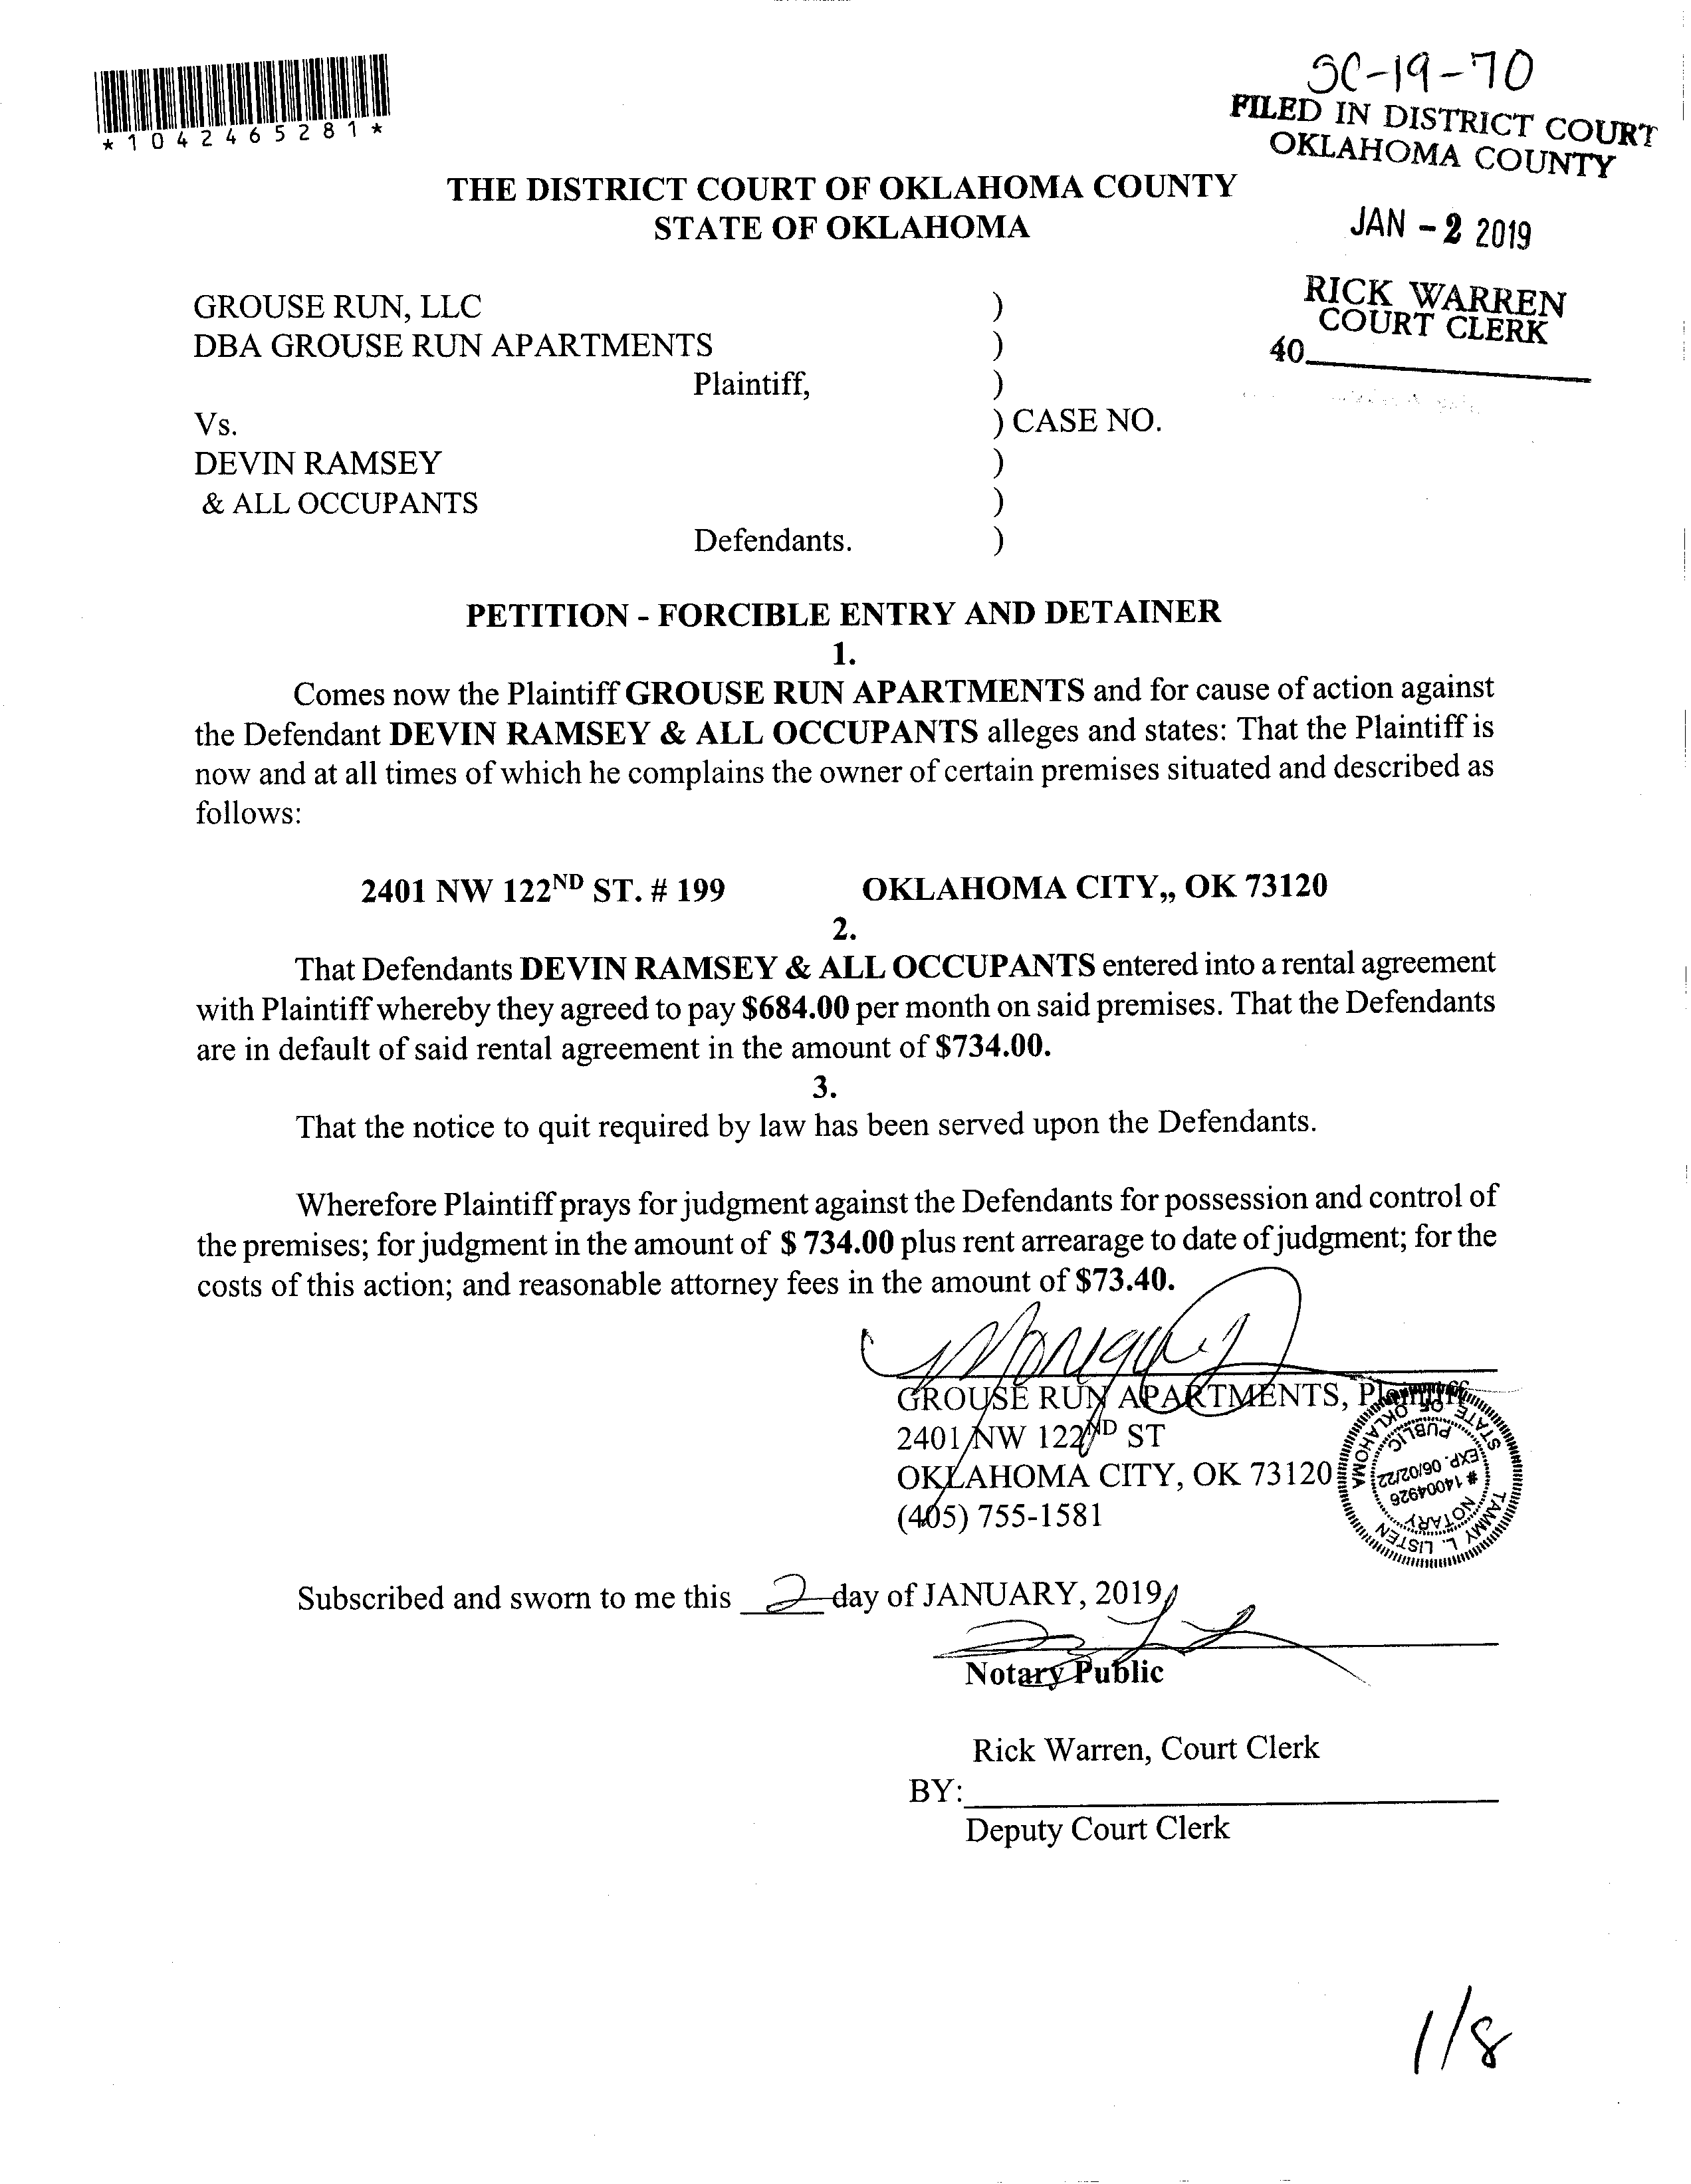 *1042465281*
SC-19-70
FILED IN DISTRICT COURT
OKLAHOMA COUNTY
JAN - 2 2019
RICK WARREN
COURT CLERK
40
THE DISTRICT COURT OF OKLAHOMA COUNTY
STATE OF OKLAHOMA
GROUSE RUN, LLC )
DBA GROUSE RUN APARTMENTS )
Plaintiff, )
Vs. ) CASE NO.
DEVIN RAMSEY )
& ALL OCCUPANTS )
Defendants. )
PETITION - FORCIBLE ENTRY AND DETAINER
1.
Comes now the Plaintiff GROUSE RUN APARTMENTS and for cause of action against
the Defendant DEVIN RAMSEY & ALL OCCUPANTS alleges and states: That the Plaintiff is
now and at all times of which he complains the owner of certain premises situated and described as
follows:
2401 NW 122ND ST. # 199 OKLAHOMA CITY,, OK 73120
2.
That Defendants DEVIN RAMSEY & ALL OCCUPANTS entered into a rental agreement
with Plaintiff whereby they agreed to pay $684.00 per month on said premises. That the Defendants
are in default of said rental agreement in the amount of $734.00.
3.
That the notice to quit required by law has been served upon the Defendants.
Wherefore Plaintiff prays for judgment against the Defendants for possession and control of
the premises; for judgment in the amount of $ 734.00 plus rent arrearage to date of judgment; for the
costs of this action; and reasonable attorney fees in the amount of $73.40.
GROUSE RUN APARTMENTS, Plaintiff
2401 NW 122ND ST
OKLAHOMA CITY, OK 73120
(405) 755-1581
TAMMY L. LISTEN
NOTARY
# 14004926
EXP. 06/02/22
PUBLIC
STATE OF OKLAHOMA
Subscribed and sworn to me this 2 day of JANUARY, 2019
Notary Public
Rick Warren, Court Clerk
BY:
Deputy Court Clerk
1/8